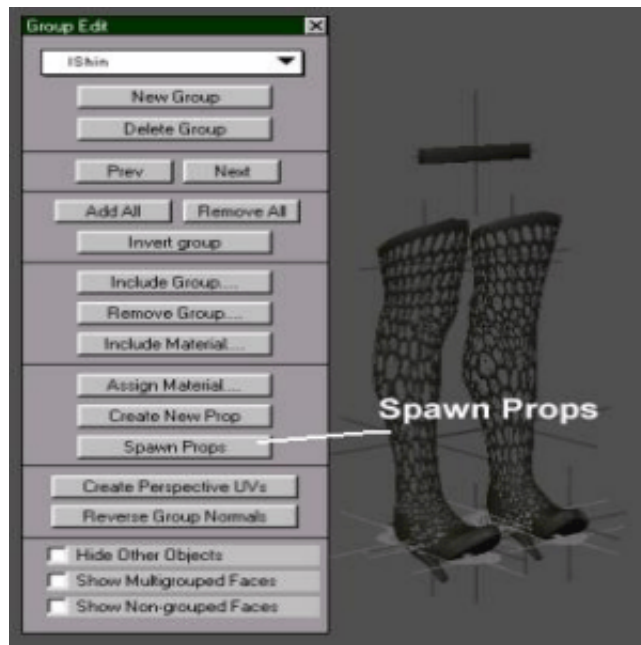 Group Edit
lShin
New Group
Delete Group
Prev Next
Add All Remove All
Invert group
Include Group....
Remove Group....
Include Material....
Assign Material....
Create New Prop
Spawn Props
Spawn Props
Create Perspective UVs
Reverse Group Normals
Hide Other Objects
Show Multigrouped Faces
Show Non-grouped Faces